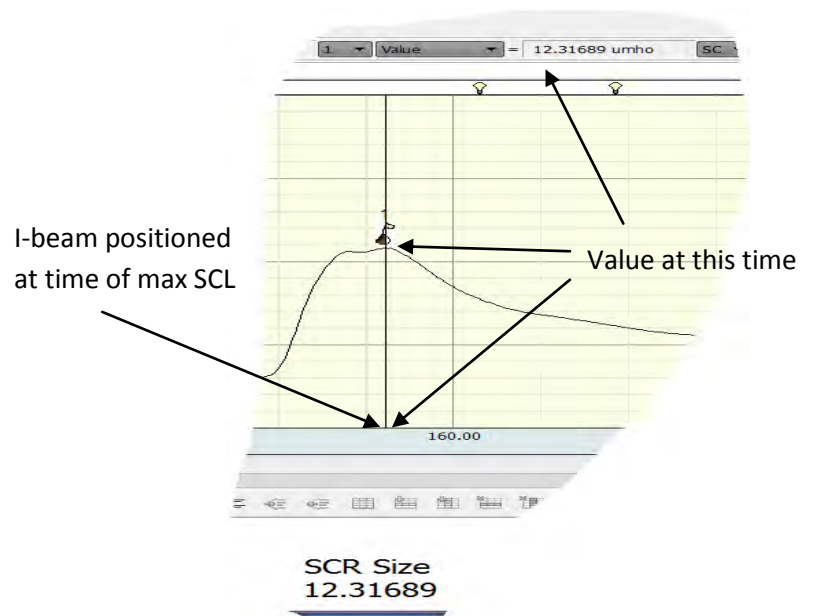 1 Value = 12.31689 umho SC
1
I-beam positioned
at time of max SCL
Value at this time
160.00
SCR Size
12.31689